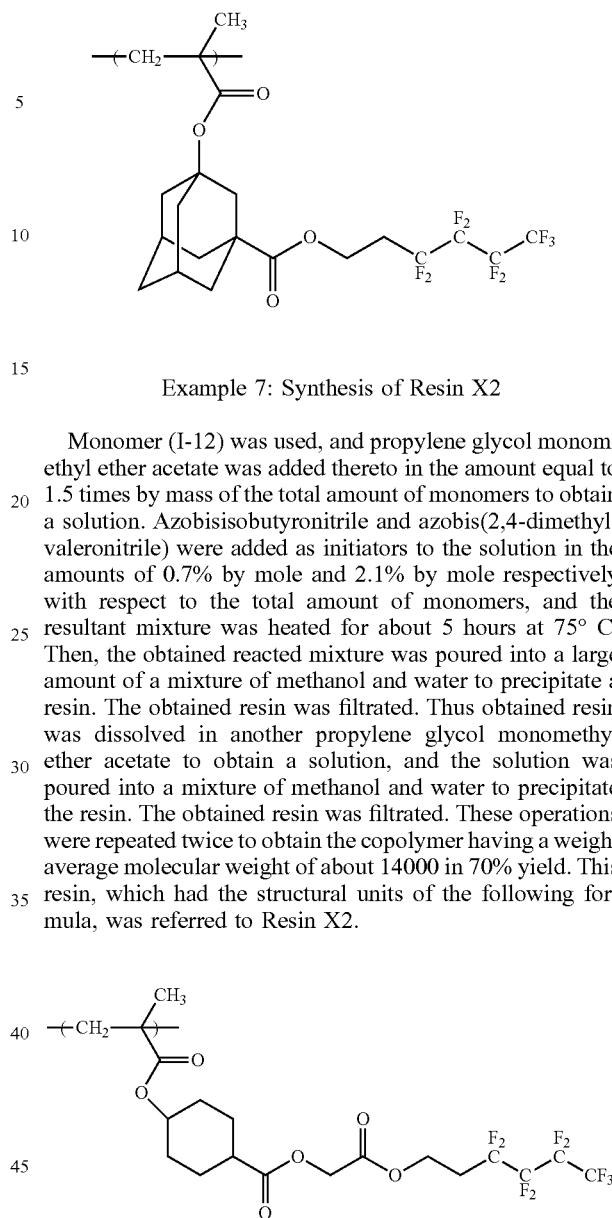 CH3
( CH2 )
O
5
O
F2 F2
10 O CF3
F2 F2
O
15
Example 7: Synthesis of Resin X2
Monomer (I-12) was used, and propylene glycol monom
ethyl ether acetate was added thereto in the amount equal to
20 1.5 times by mass of the total amount of monomers to obtain
a solution. Azobisisobutyronitrile and azobis(2,4-dimethyl
valeronitrile) were added as initiators to the solution in the
amounts of 0.7% by mole and 2.1% by mole respectively
with respect to the total amount of monomers, and the
25 resultant mixture was heated for about 5 hours at 75° C
Then, the obtained reacted mixture was poured into a large
amount of a mixture of methanol and water to precipitate a
resin. The obtained resin was filtrated. Thus obtained resin
was dissolved in another propylene glycol monomethy
30 ether acetate to obtain a solution, and the solution was
poured into a mixture of methanol and water to precipitate
the resin. The obtained resin was filtrated. These operations
were repeated twice to obtain the copolymer having a weigh
average molecular weight of about 14000 in 70% yield. This
35 resin, which had the structural units of the following for
mula, was referred to Resin X2.
CH3
40 ( CH2 )
O
O
O
F2 F2
O O
45 F2 CF3
O